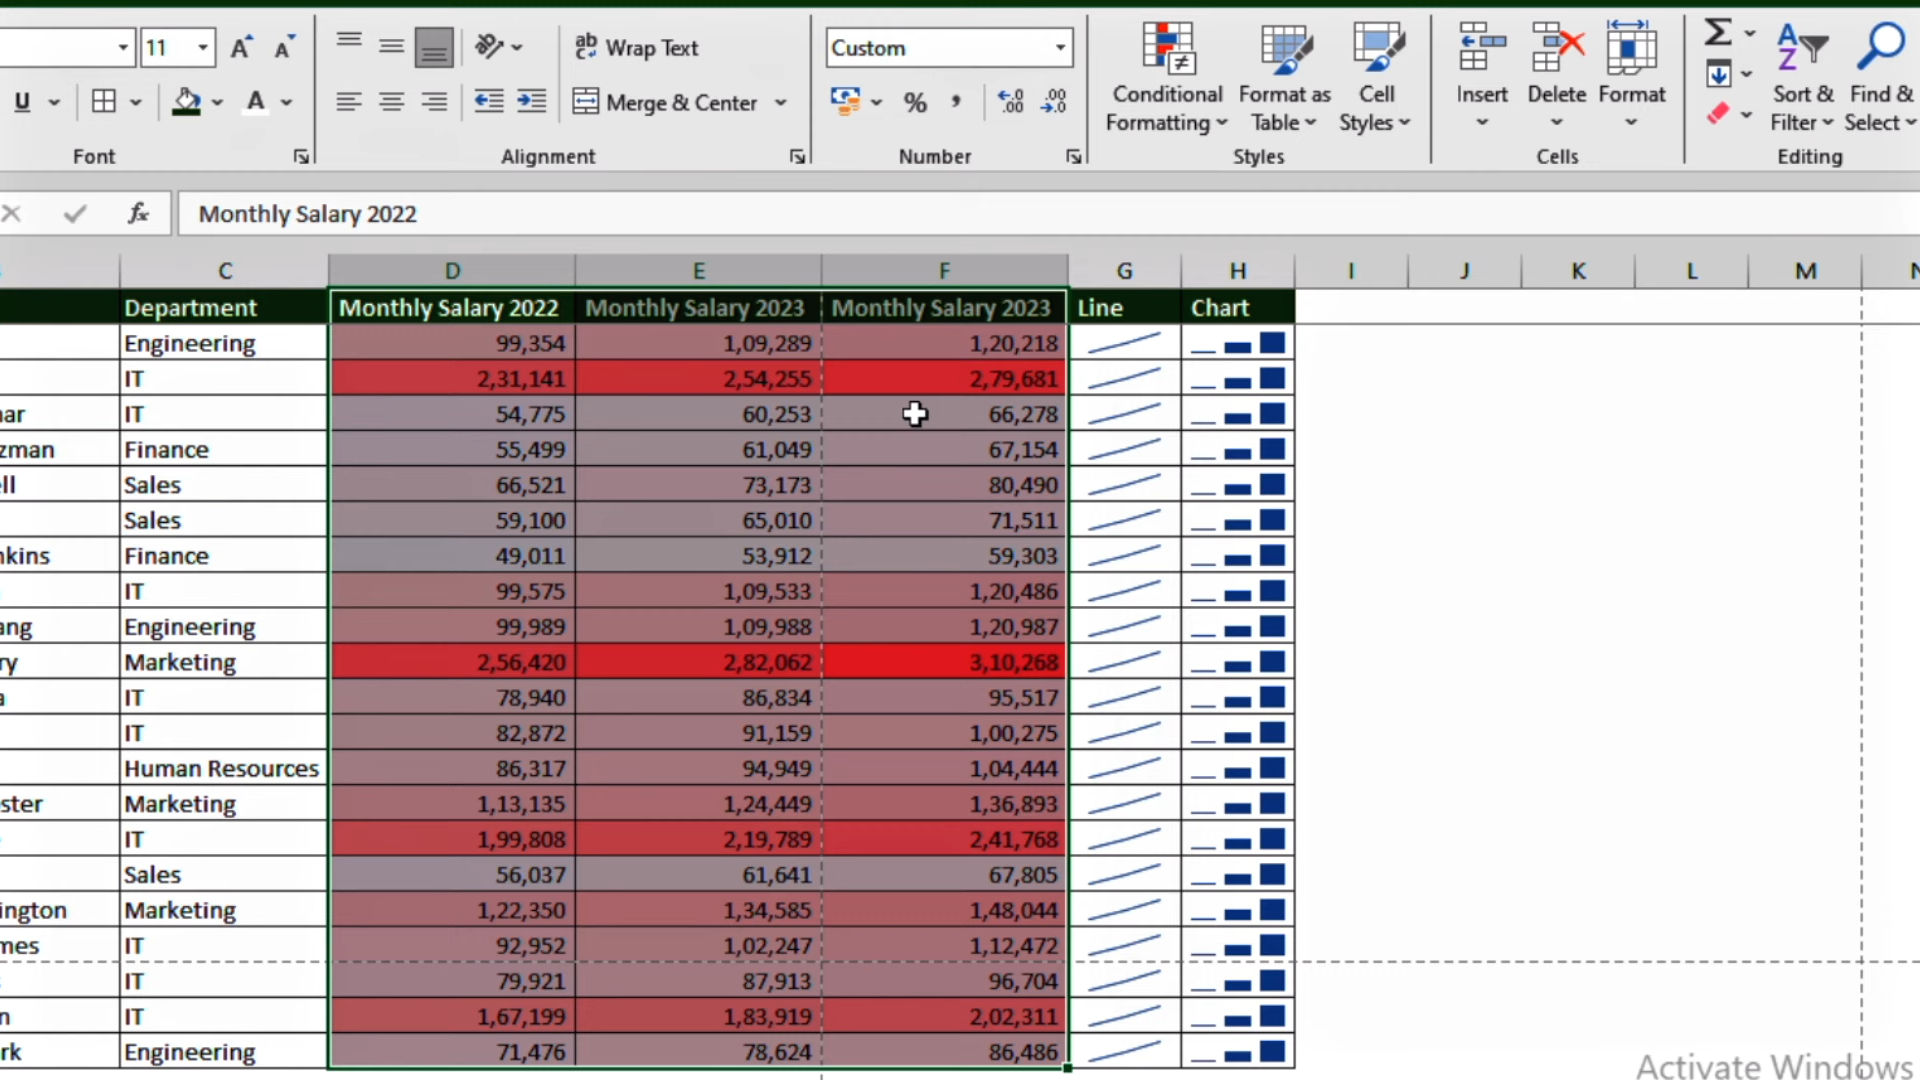 11 A A ab Wrap Text Custom
U A Merge & Center % , .00 .00 Conditional Formatting Format as Table Cell Styles Insert Delete Format Sort & Filter Find & Select
Font Alignment Number Styles Cells Editing
fx Monthly Salary 2022
C D E F G H I J K L M
Department Monthly Salary 2022 Monthly Salary 2023 Monthly Salary 2023 Line Chart
Engineering 99,354 1,09,289 1,20,218
IT 2,31,141 2,54,255 2,79,681
ar IT 54,775 60,253 66,278
zman Finance 55,499 61,049 67,154
ll Sales 66,521 73,173 80,490
Sales 59,100 65,010 71,511
kins Finance 49,011 53,912 59,303
IT 99,575 1,09,533 1,20,486
ang Engineering 99,989 1,09,988 1,20,987
ry Marketing 2,56,420 2,82,062 3,10,268
a IT 78,940 86,834 95,517
IT 82,872 91,159 1,00,275
Human Resources 86,317 94,949 1,04,444
ster Marketing 1,13,135 1,24,449 1,36,893
IT 1,99,808 2,19,789 2,41,768
Sales 56,037 61,641 67,805
ington Marketing 1,22,350 1,34,585 1,48,044
mes IT 92,952 1,02,247 1,12,472
IT 79,921 87,913 96,704
n IT 1,67,199 1,83,919 2,02,311
rk Engineering 71,476 78,624 86,486
Activate Windows